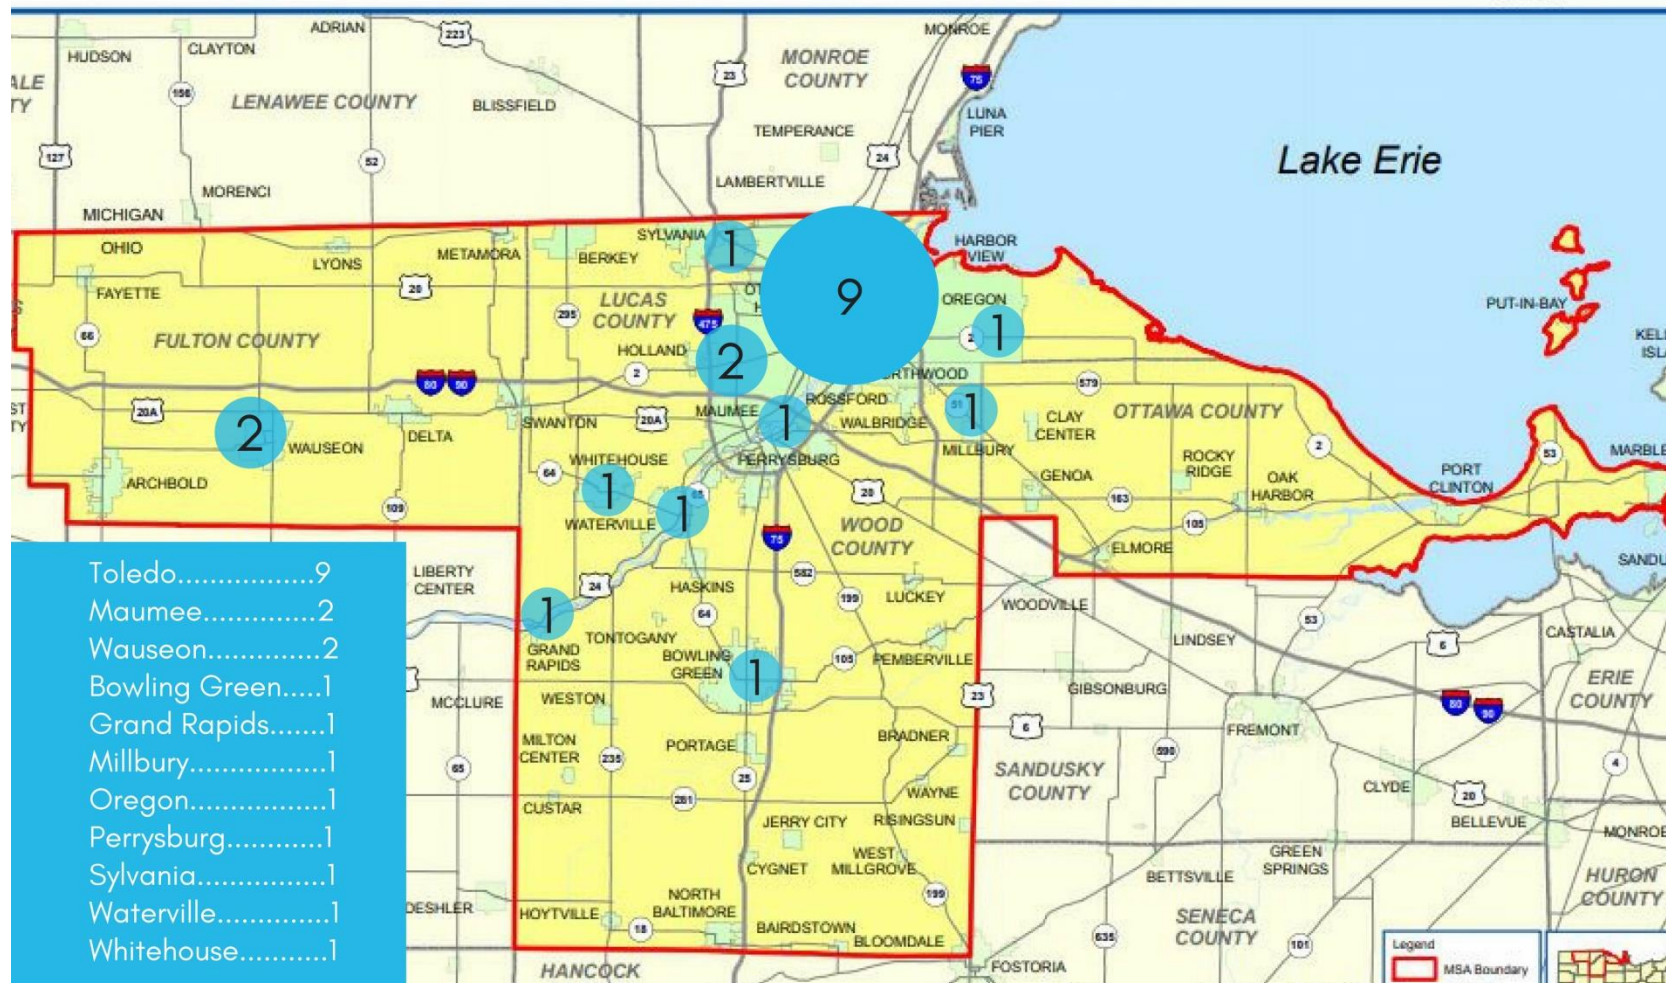 ADRIAN
223
MONROE
HUDSON
CLAYTON
MONROE
COUNTY
23
75
156
LENAWEE COUNTY
BLISSFIELD
LUNA
PIER
TEMPERANCE
127
52
24
Lake Erie
MORENCI
LAMBERTVILLE
MICHIGAN
OHIO
LYONS
METAMORA
BERKEY
SYLVANIA
1
HARBOR
VIEW
FAYETTE
20
LUCAS
COUNTY
9
OREGON
PUT-IN-BAY
66
FULTON COUNTY
295
475
2
1
HOLLAND
2
2
RTHWOOD
80
90
579
20A
2
WAUSEON
DELTA
SWANTON
20A
MAUMEE
1
ROSSFORD
WALBRIDGE
51
1
CLAY
CENTER
OTTAWA COUNTY
2
MILLBURY
PERRYSBURG
WHITEHOUSE
64
1
ARCHBOLD
109
WATERVILLE
1
65
20
GENOA
ROCKY
RIDGE
OAK
HARBOR
PORT
CLINTON
53
MARBLE
163
105
WOOD
COUNTY
75
ELMORE
582
LIBERTY
CENTER
24
HASKINS
199
LUCKEY
WOODVILLE
64
1
GRAND
RAPIDS
TONTOGANY
BOWLING
GREEN
1
105
PEMBERVILLE
LINDSEY
53
6
CASTALIA
ERIE
COUNTY
MCCLURE
WESTON
23
GIBSONBURG
80
90
6
FREMONT
MILTON
CENTER
235
PORTAGE
BRADNER
590
65
25
SANDUSKY
COUNTY
4
CUSTAR
281
WAYNE
CLYDE
20
BELLEVUE
JERRY CITY
RISINGSUN
MONROE
CYGNET
WEST
MILLGROVE
GREEN
SPRINGS
BETTSVILLE
HURON
COUNTY
199
NORTH
BALTIMORE
DESHLER
HOYTVILLE
18
BAIRDSTOWN
BLOOMDALE
SENECA
COUNTY
635
101
HANCOCK
FOSTORIA
Legend
MSA Boundary
Toledo.................9
Maumee..............2
Wauseon..............2
Bowling Green.....1
Grand Rapids.......1
Millbury.................1
Oregon.................1
Perrysburg............1
Sylvania................1
Waterville..............1
Whitehouse...........1